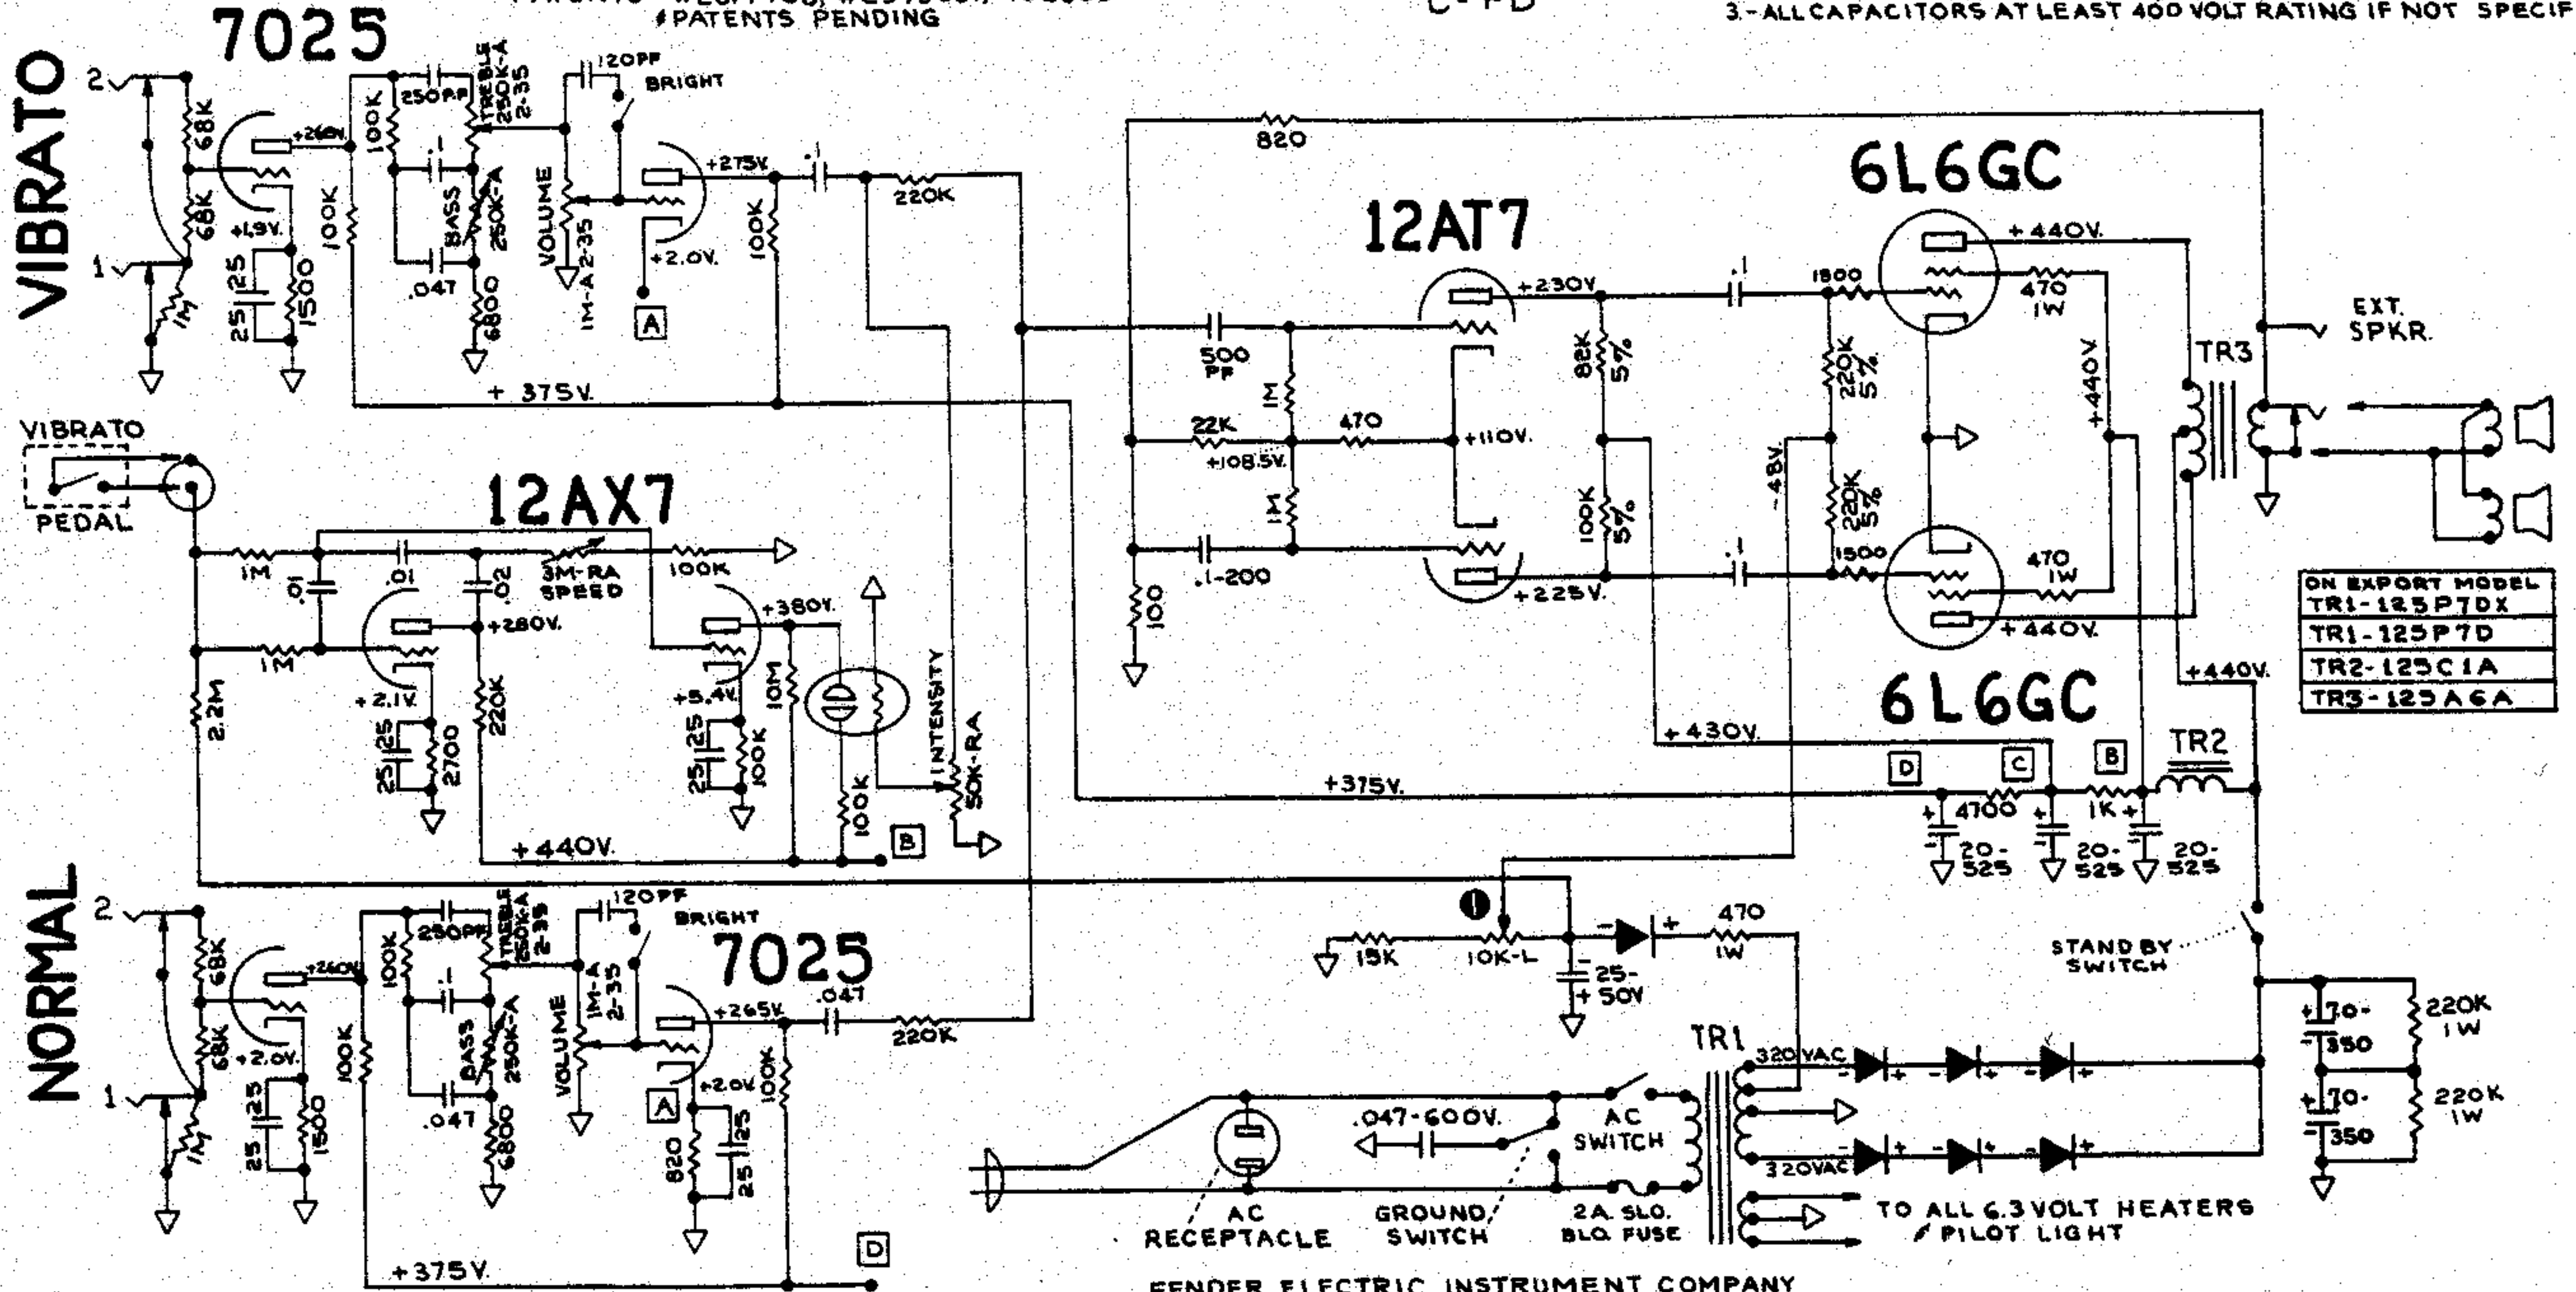 PATENTS PENDING
3.-ALL CAPACITORS AT LEAST 400 VOLT RATING IF NOT SPECIF
VIBRATO
7025
2
1
68K
68K
1M
+260V.
+1.9V.
25 25
1500
100K
100K
250PF
.1
.047
TREBLE
250K-A
2-35
BASS
250K-A
6800
120PF
BRIGHT
VOLUME
1M-A 2-35
+275V.
+2.0V.
A
100K
.1
220K
+ 375V.
820
12AT7
500
PF
1M
22K
470
+108.5V.
+110V.
1M
.1-200
100
+230V
+225V.
82K
5%
100K
5%
.1
.1
1500
1500
220K
5%
220K
5%
-48V.
6L6GC
+440V.
470
1W
+440V.
470
1W
+440V.
6L6GC
TR3
EXT.
SPKR.
ON EXPORT MODEL
TR1-125P7DX
TR1-125P7D
TR2-125C1A
TR3-125A6A
+440V.
VIBRATO
PEDAL
12AX7
1M
.01
.01
.02
3M-RA
SPEED
100K
1M
2.2M
+280V.
+2.1V.
25 25
2700
220K
+380V.
+5.4V.
25 25
100K
10M
100K
INTENSITY
50K-RA
+440V.
B
+430V.
+375V.
D
C
B
TR2
4700
1K
20-
525
20-
525
20-
525
STAND BY
SWITCH
NORMAL
2
1
68K
68K
1M
+260V.
+2.0V.
25 25
1500
100K
100K
250PF
.1
.047
TREBLE
250K-A
2-35
BASS
250K-A
6800
120PF
BRIGHT
VOLUME
1M-A
2-35
7025
+265V.
+2.0V.
A
820
25 25
100K
.047
220K
+375V.
D
1
15K
10K-L
470
1W
25-
50V
TR1
320VAC
320VAC
70-
350
70-
350
220K
1W
220K
1W
.047-600V.
AC
SWITCH
AC
RECEPTACLE
GROUND
SWITCH
2A. SLO.
BLO. FUSE
TO ALL 6.3 VOLT HEATERS
& PILOT LIGHT
FENDER ELECTRIC INSTRUMENT COMPANY